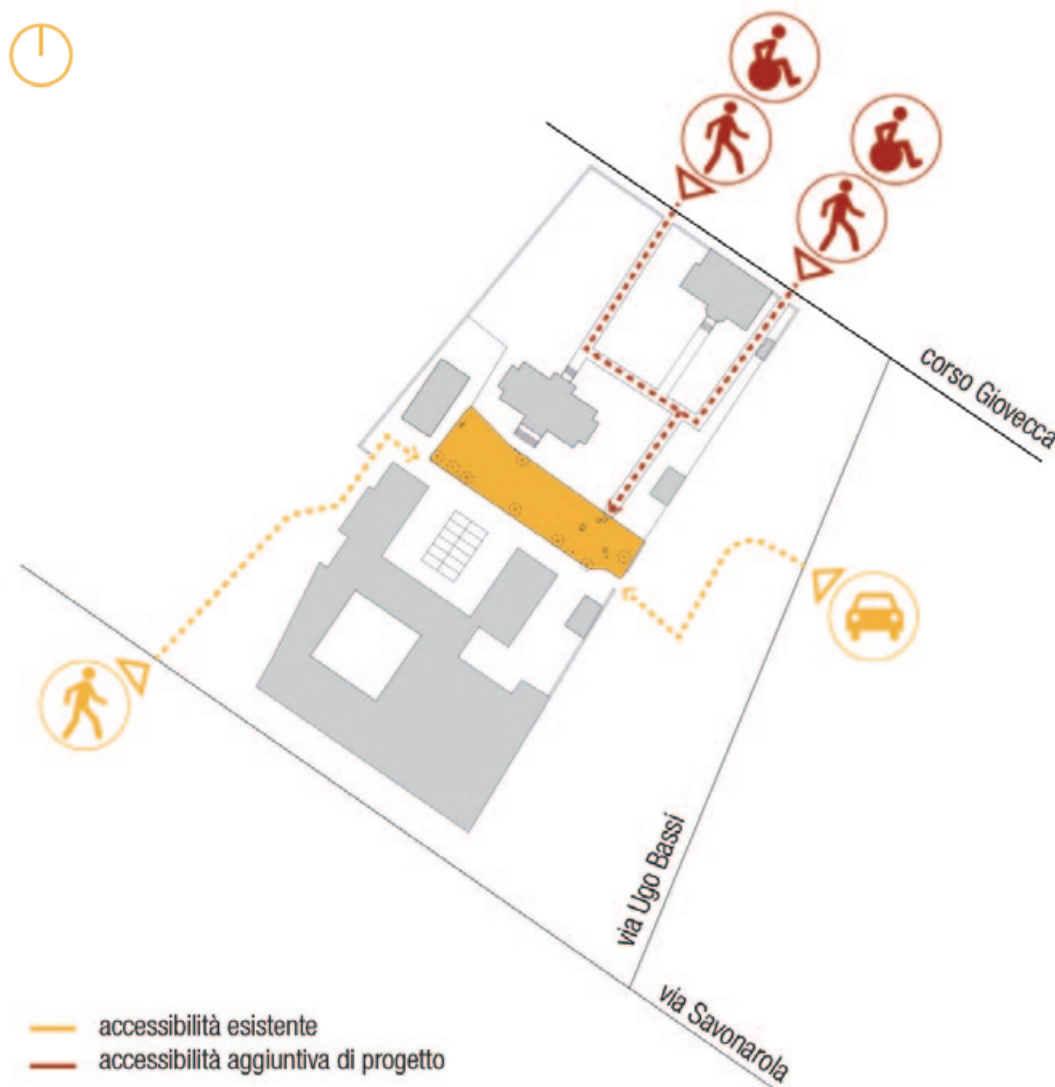 corso Giovecca
via Ugo Bassi
via Savonarola
accessibilità esistente
accessibilità aggiuntiva di progetto